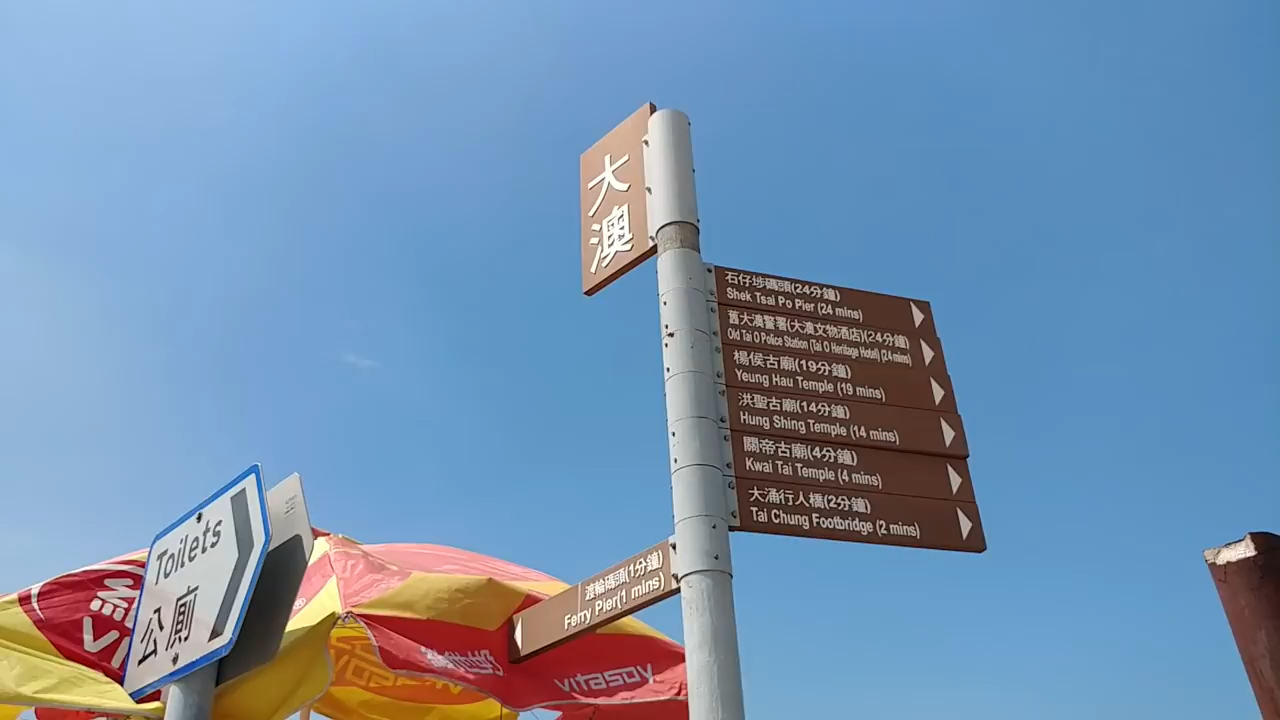 大
澳
石仔埗碼頭(24分鐘)
Shek Tsai Po Pier (24 mins)
舊大澳警署(大澳文物酒店)(24分鐘)
Old Tai O Police Station (Tai O Heritage Hotel) (24 mins)
楊侯古廟(19分鐘)
Yeung Hau Temple (19 mins)
洪聖古廟(14分鐘)
Hung Shing Temple (14 mins)
關帝古廟(4分鐘)
Kwai Tai Temple (4 mins)
大涌行人橋(2分鐘)
Tai Chung Footbridge (2 mins)
渡輪碼頭(1分鐘)
Ferry Pier(1 mins)
Toilets
公廁
vitasoy